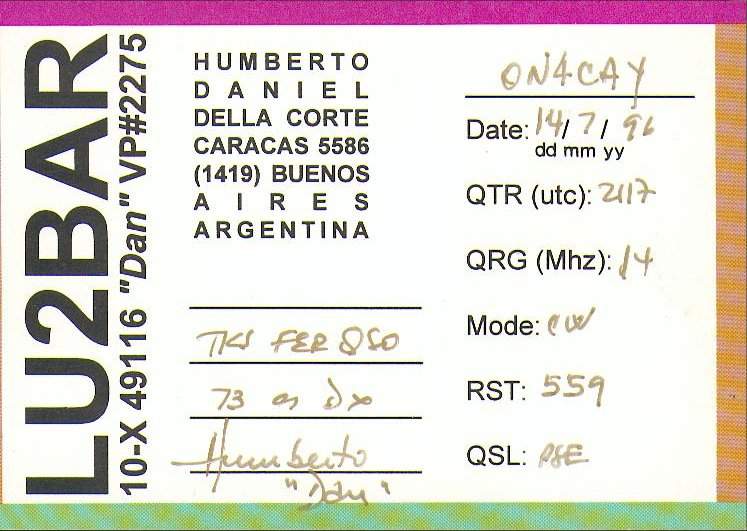 LU2BAR
10-X 49116 "Dan" VP#2275
HUMBERTO
DANIEL
DELLA CORTE
CARACAS 5586
(1419) BUENOS
AIRES
ARGENTINA
TKS FER QSO
73 es Dx
Humberto
"Dan"
ON4CAY
Date: 14/7/96
dd mm yy
QTR (utc): 2117
QRG (Mhz): 14
Mode: CW
RST: 559
QSL: PSE